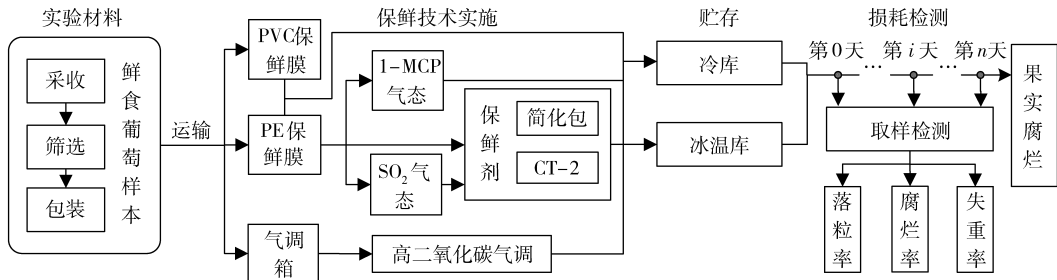 实验材料
保鲜技术实施
贮存
损耗检测
采收
筛选
包装
鲜食葡萄样本
运输
PVC保
鲜膜
PE保
鲜膜
气调
箱
1-MCP
气态
SO₂气
态
保鲜剂
简化包
CT-2
高二氧化碳气调
冷库
冰温库
第0天
第i天
第n天
…
…
取样检测
落粒率
腐烂率
失重率
果实腐烂